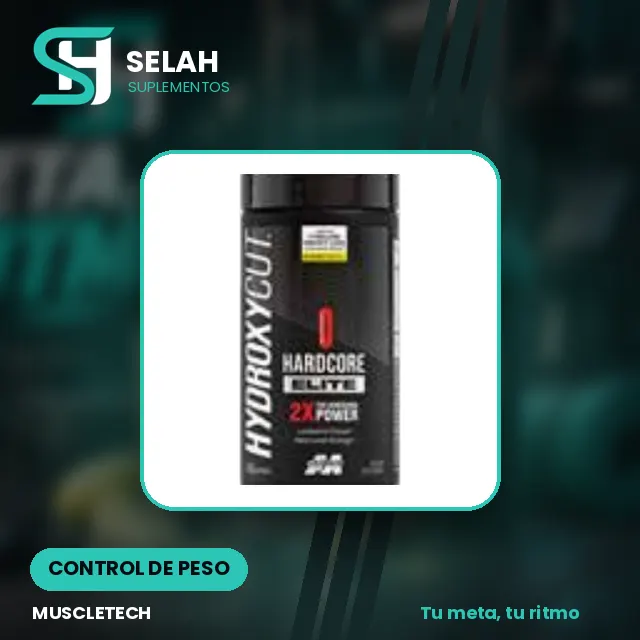 SELAH
SUPLEMENTOS
HYDROXYCUT
HARDCORE
ELITE
2X
POWER
CONTROL DE PESO
MUSCLETECH
Tu meta, tu ritmo